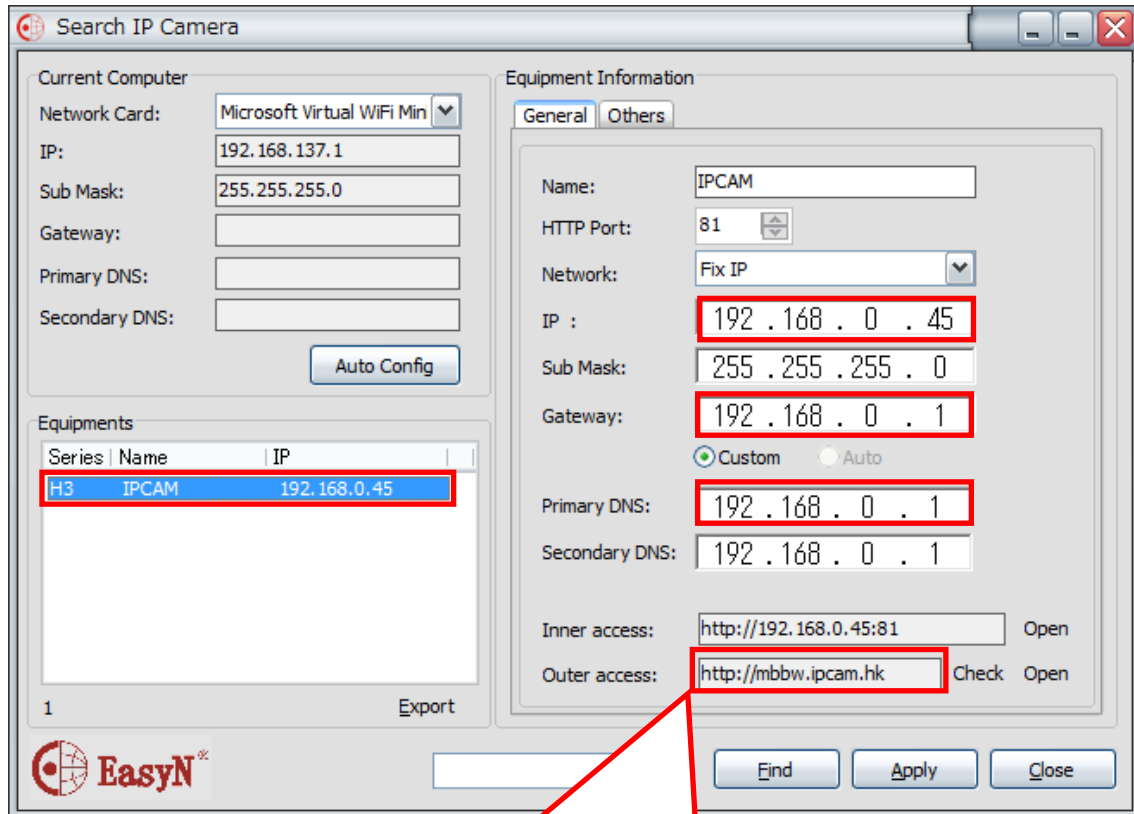 Search IP Camera
Current Computer
Network Card: Microsoft Virtual WiFi Min
IP: 192.168.137.1
Sub Mask: 255.255.255.0
Gateway:
Primary DNS:
Secondary DNS:
Auto Config
Equipments
Series Name IP
H3 IPCAM 192.168.0.45
1 Export
Equipment Information
General Others
Name: IPCAM
HTTP Port: 81
Network: Fix IP
IP : 192 . 168 . 0 . 45
Sub Mask: 255 . 255 . 255 . 0
Gateway: 192 . 168 . 0 . 1
Custom Auto
Primary DNS: 192 . 168 . 0 . 1
Secondary DNS: 192 . 168 . 0 . 1
Inner access: http://192.168.0.45:81 Open
Outer access: http://mbbw.ipcam.hk Check Open
EasyN®
Find Apply Close